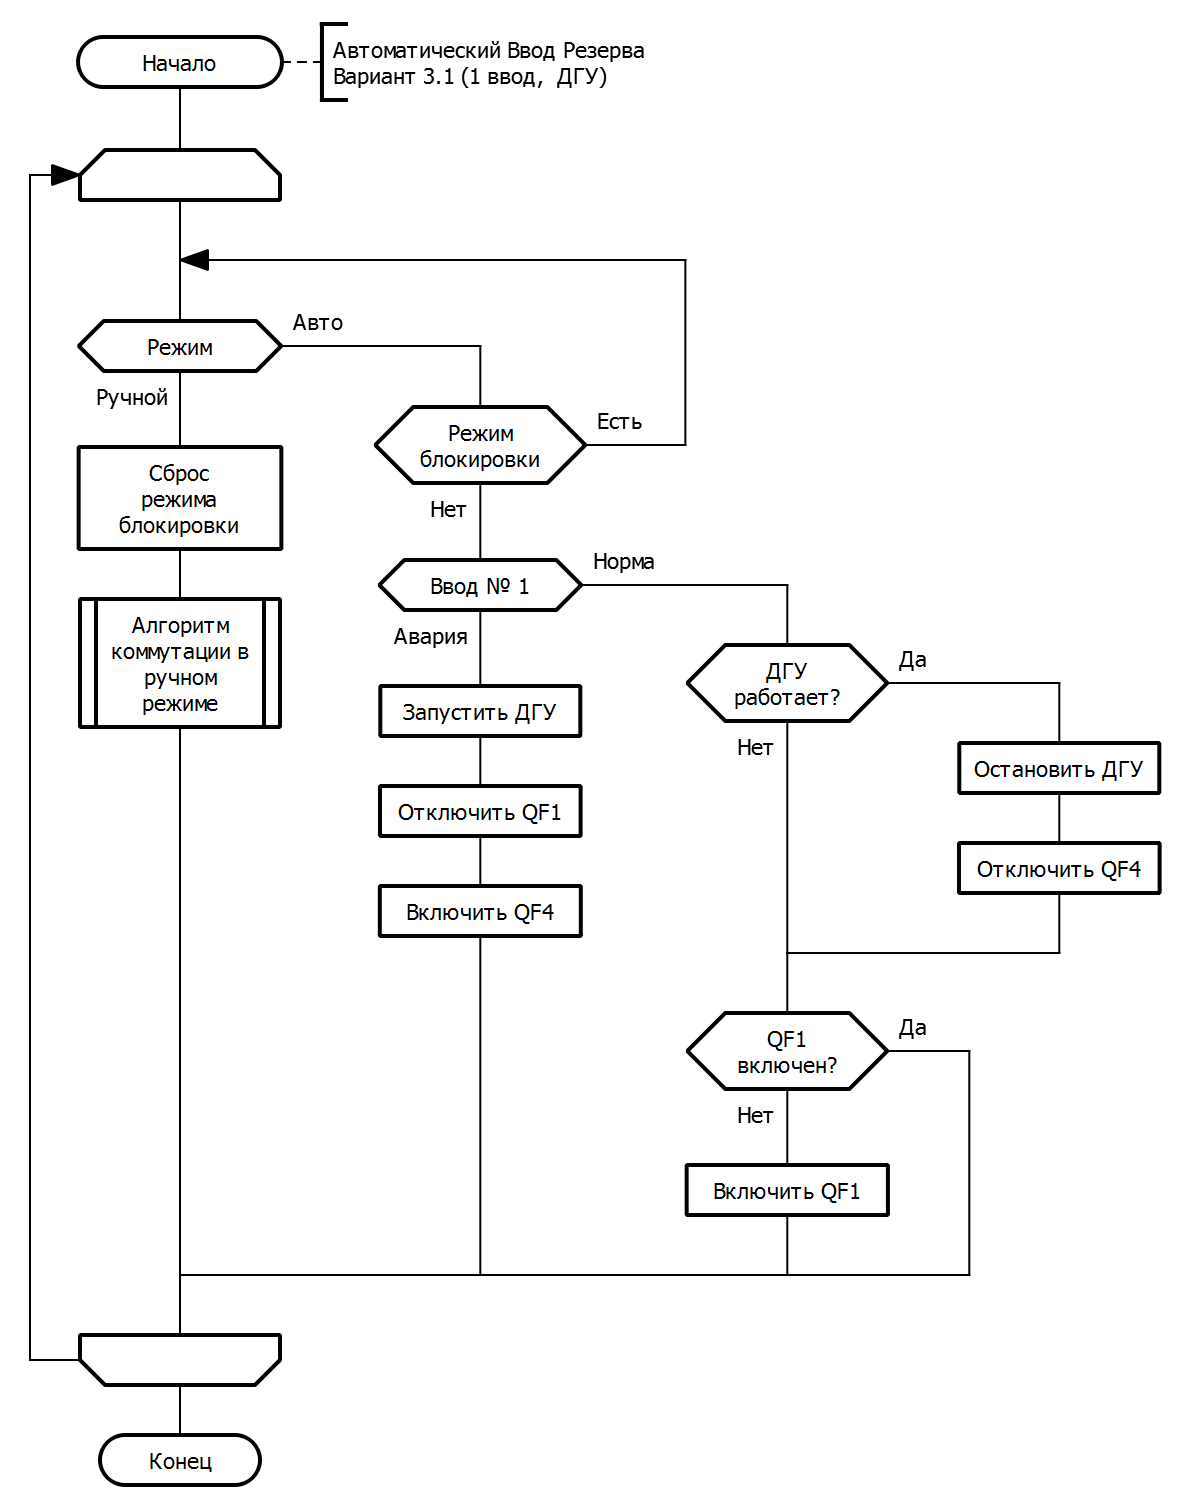 Начало
Автоматический Ввод Резерва
Вариант 3.1 (1 ввод, ДГУ)
Режим
Авто
Ручной
Сброс
режима
блокировки
Алгоритм
коммутации в
ручном
режиме
Режим
блокировки
Есть
Нет
Ввод № 1
Норма
Авария
Запустить ДГУ
Отключить QF1
Включить QF4
ДГУ
работает?
Да
Нет
Остановить ДГУ
Отключить QF4
QF1
включен?
Да
Нет
Включить QF1
Конец